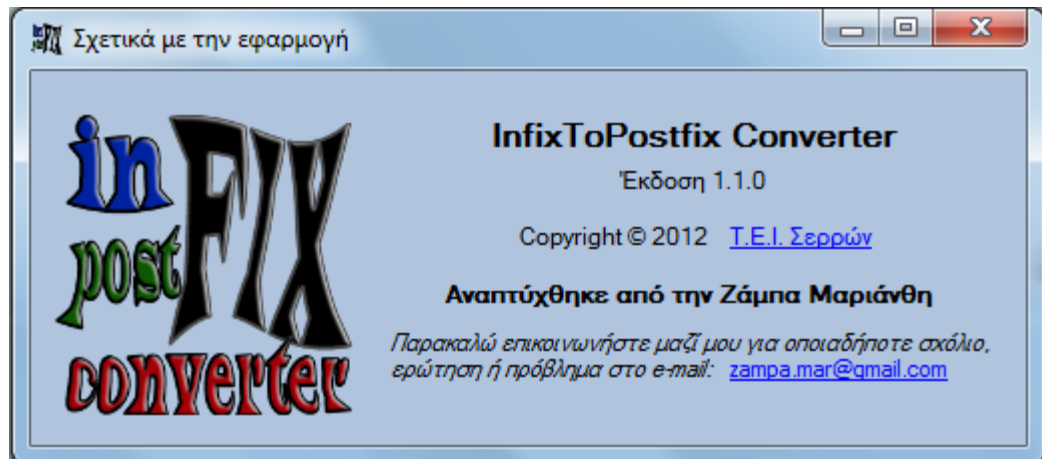 Σχετικά με την εφαρμογή
in
FIX
post
converter
InfixToPostfix Converter
Έκδοση 1.1.0
Copyright © 2012 Τ.Ε.Ι. Σερρών
Αναπτύχθηκε από την Ζάμπα Μαριάνθη
Παρακαλώ επικοινωνήστε μαζί μου για οποιαδήποτε σχόλιο,
ερώτηση ή πρόβλημα στο e-mail: zampa.mar@gmail.com